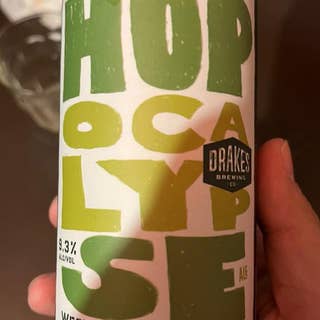 HOP
OCA
LYP
SE
DRAKES
BREWING
CO
9.3%
ALC/VOL
ALE